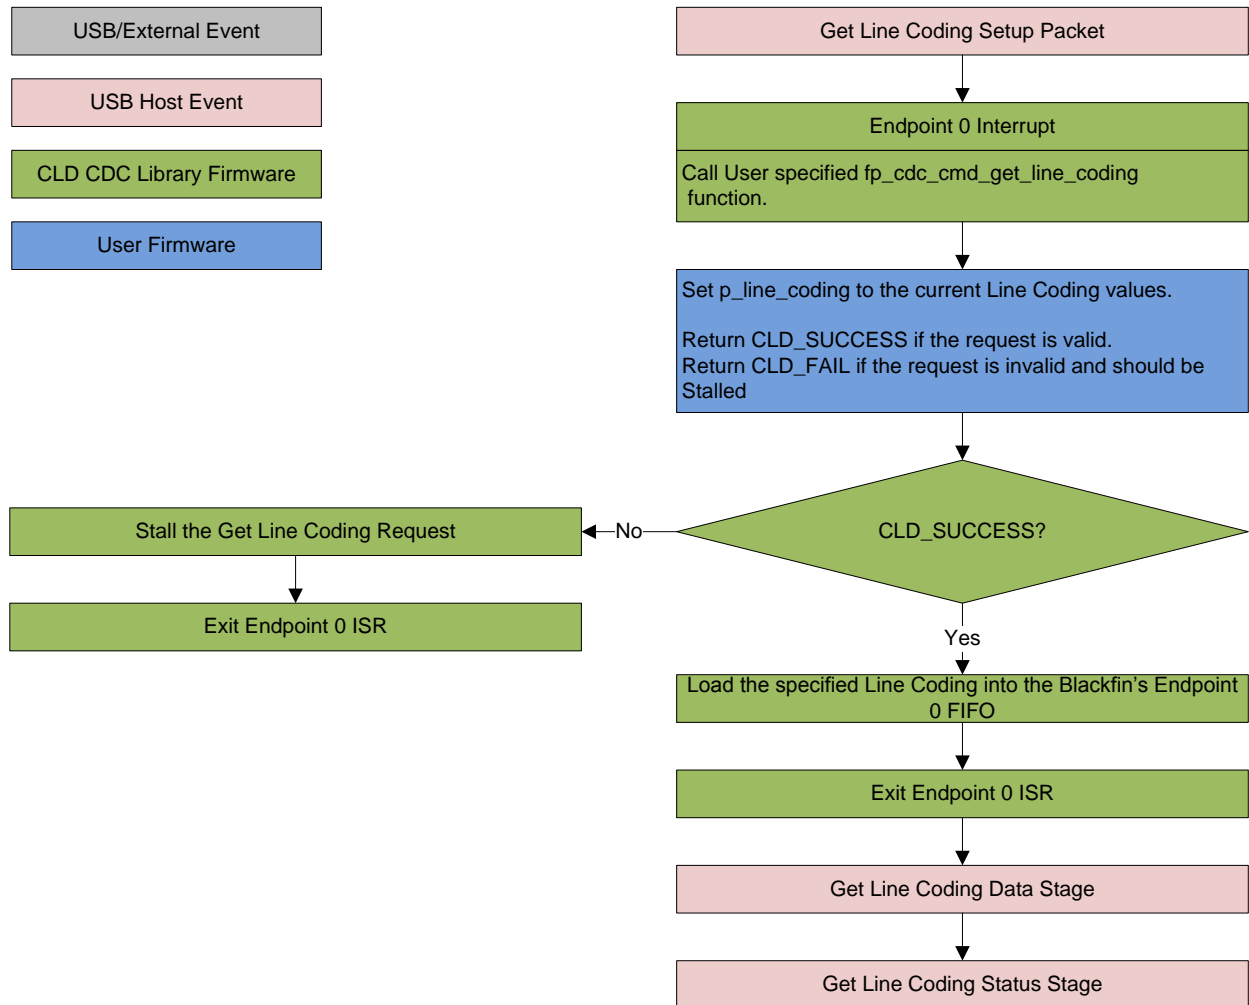 USB/External Event
USB Host Event
CLD CDC Library Firmware
User Firmware
Get Line Coding Setup Packet
Endpoint 0 Interrupt
Call User specified fp_cdc_cmd_get_line_coding
function.
Set p_line_coding to the current Line Coding values.
Return CLD_SUCCESS if the request is valid.
Return CLD_FAIL if the request is invalid and should be
Stalled
CLD_SUCCESS?
No
Stall the Get Line Coding Request
Exit Endpoint 0 ISR
Yes
Load the specified Line Coding into the Blackfin's Endpoint
0 FIFO
Exit Endpoint 0 ISR
Get Line Coding Data Stage
Get Line Coding Status Stage